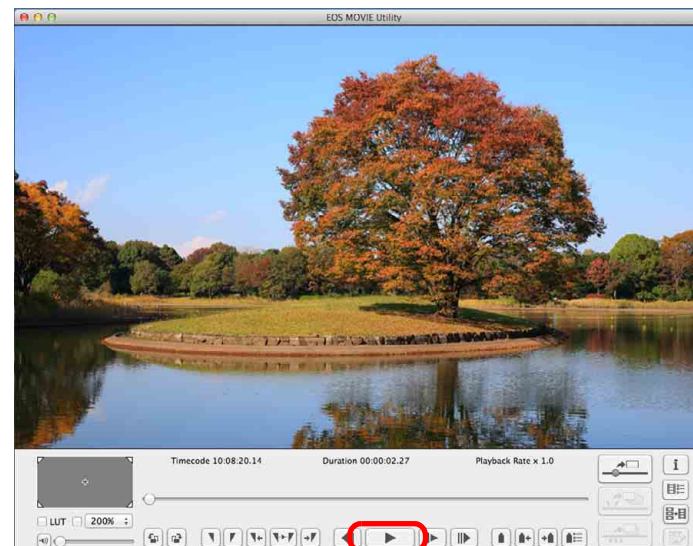 EOS MOVIE Utility
Timecode 10:08:20.14 Duration 00:00:02.27 Playback Rate x 1.0
LUT 200%